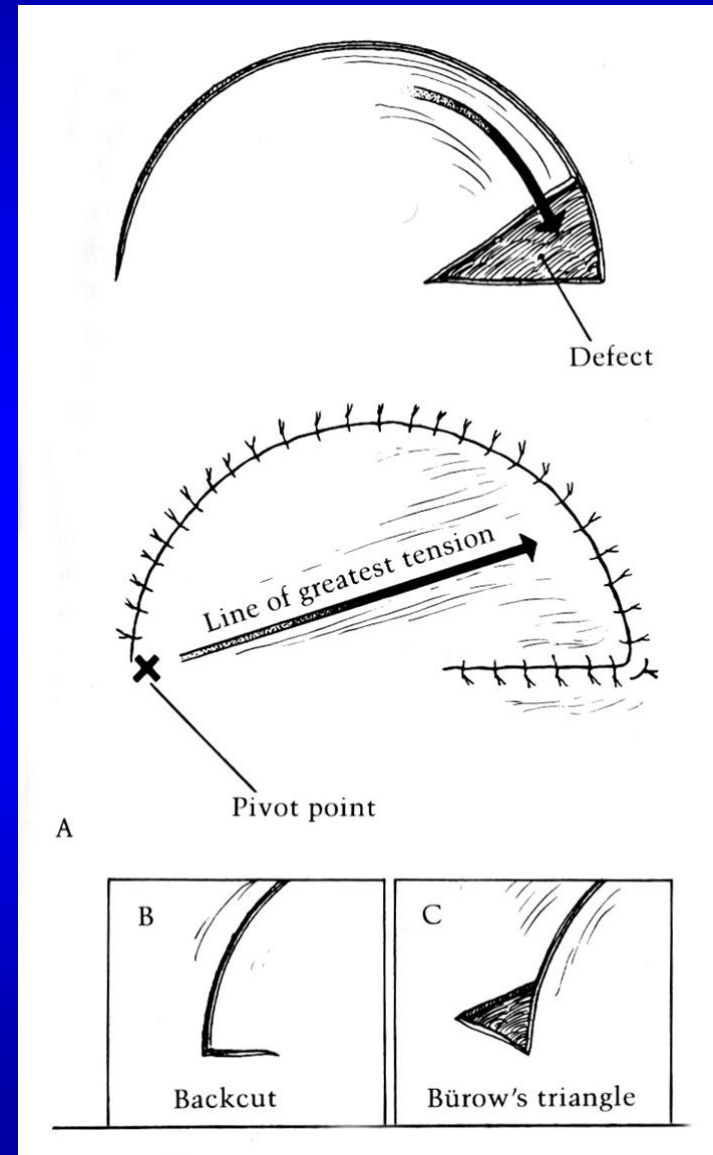 Defect
Line of greatest tension
Pivot point
A
B
C
Backcut
Bürow's triangle